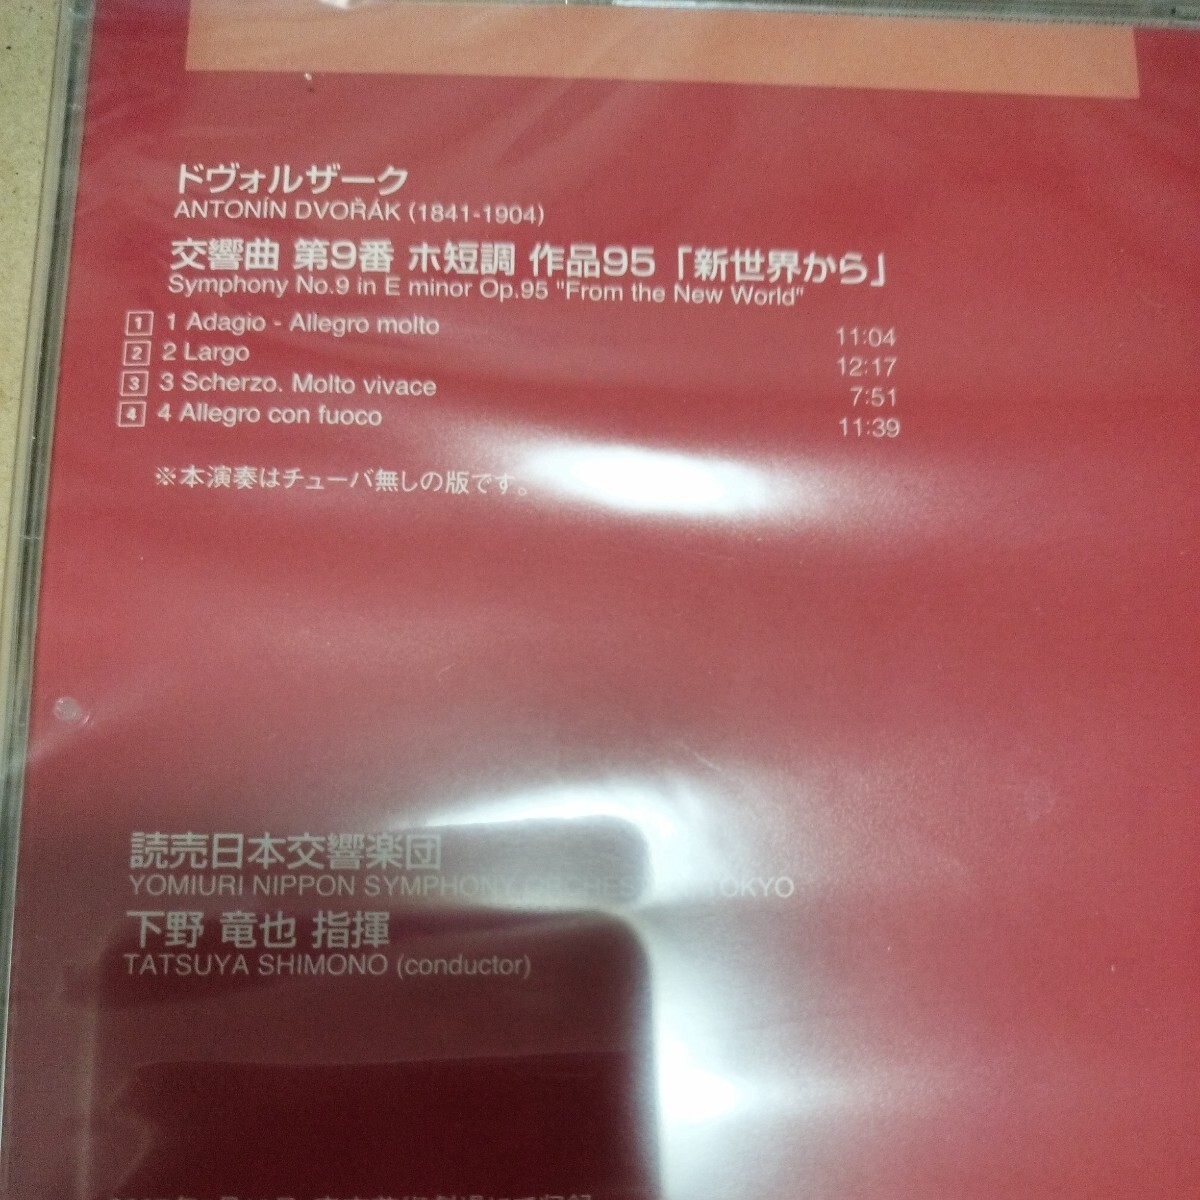 ドヴォルザーク
ANTONÍN DVOŘÁK (1841-1904)
交響曲 第9番 ホ短調 作品95「新世界から」
Symphony No.9 in E minor Op.95 "From the New World"
1 1 Adagio - Allegro molto 11:04
2 2 Largo 12:17
3 3 Scherzo. Molto vivace 7:51
4 4 Allegro con fuoco 11:39
※本演奏はチューバ無しの版です。
読売日本交響楽団
YOMIURI NIPPON SYMPHONY ORCHESTRA, TOKYO
下野 竜也 指揮
TATSUYA SHIMONO (conductor)